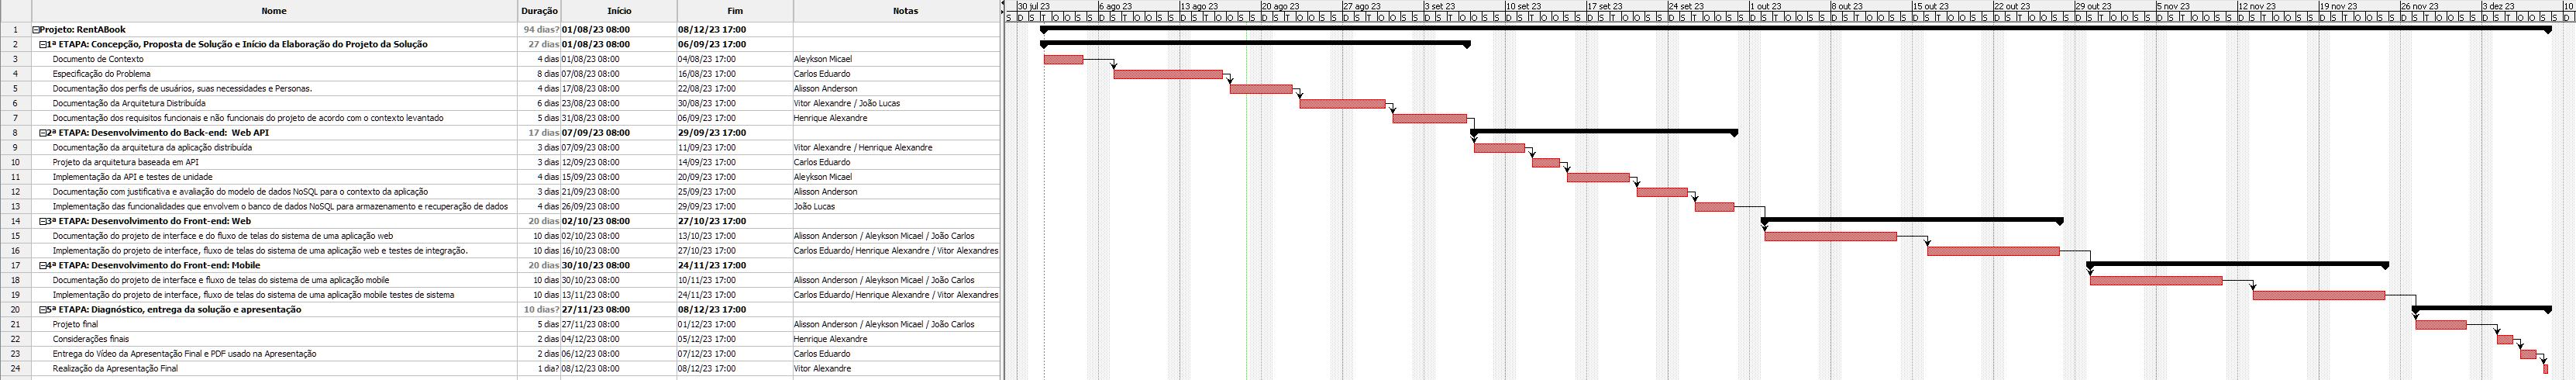 Nome Duração Início Fim Notas
30 jul 23 6 ago 23 13 ago 23 20 ago 23 27 ago 23 3 set 23 10 set 23 17 set 23 24 set 23 1 out 23 8 out 23 15 out 23 22 out 23 29 out 23 5 nov 23 12 nov 23 19 nov 23 26 nov 23 3 dez 23 10
1 Projeto: RentABook 94 dias? 01/08/23 08:00 08/12/23 17:00
2 1ª ETAPA: Concepção, Proposta de Solução e Início da Elaboração do Projeto da Solução 27 dias 01/08/23 08:00 06/09/23 17:00
3 Documento de Contexto 4 dias 01/08/23 08:00 04/08/23 17:00 Aleykson Micael
4 Especificação do Problema 8 dias 07/08/23 08:00 16/08/23 17:00 Carlos Eduardo
5 Documentação dos perfis de usuários, suas necessidades e Personas. 4 dias 17/08/23 08:00 22/08/23 17:00 Alisson Anderson
6 Documentação da Arquitetura Distribuída 6 dias 23/08/23 08:00 30/08/23 17:00 Vitor Alexandre / João Lucas
7 Documentação dos requisitos funcionais e não funcionais do projeto de acordo com o contexto levantado 5 dias 31/08/23 08:00 06/09/23 17:00 Henrique Alexandre
8 2ª ETAPA: Desenvolvimento do Back-end: Web API 17 dias 07/09/23 08:00 29/09/23 17:00
9 Documentação da arquitetura da aplicação distribuída 3 dias 07/09/23 08:00 11/09/23 17:00 Vitor Alexandre / Henrique Alexandre
10 Projeto da arquitetura baseada em API 3 dias 12/09/23 08:00 14/09/23 17:00 Carlos Eduardo
11 Implementação da API e testes de unidade 4 dias 15/09/23 08:00 20/09/23 17:00 Aleykson Micael
12 Documentação com justificativa e avaliação do modelo de dados NoSQL para o contexto da aplicação 3 dias 21/09/23 08:00 25/09/23 17:00 Alisson Anderson
13 Implementação das funcionalidades que envolvem o banco de dados NoSQL para armazenamento e recuperação de dados 4 dias 26/09/23 08:00 29/09/23 17:00 João Lucas
14 3ª ETAPA: Desenvolvimento do Front-end: Web 20 dias 02/10/23 08:00 27/10/23 17:00
15 Documentação do projeto de interface e do fluxo de telas do sistema de uma aplicação web 10 dias 02/10/23 08:00 13/10/23 17:00 Alisson Anderson / Aleykson Micael / João Carlos
16 Implementação do projeto de interface, fluxo de telas do sistema de uma aplicação web e testes de integração. 10 dias 16/10/23 08:00 27/10/23 17:00 Carlos Eduardo/ Henrique Alexandre / Vitor Alexandres
17 4ª ETAPA: Desenvolvimento do Front-end: Mobile 20 dias 30/10/23 08:00 24/11/23 17:00
18 Documentação do projeto de interface e fluxo de telas do sistema de uma aplicação mobile 10 dias 30/10/23 08:00 10/11/23 17:00 Alisson Anderson / Aleykson Micael / João Carlos
19 Implementação do projeto de interface, fluxo de telas do sistema de uma aplicação mobile testes de sistema 10 dias 13/11/23 08:00 24/11/23 17:00 Carlos Eduardo/ Henrique Alexandre / Vitor Alexandres
20 5ª ETAPA: Diagnóstico, entrega da solução e apresentação 10 dias? 27/11/23 08:00 08/12/23 17:00
21 Projeto final 5 dias 27/11/23 08:00 01/12/23 17:00 Alisson Anderson / Aleykson Micael / João Carlos
22 Considerações finais 2 dias 04/12/23 08:00 05/12/23 17:00 Henrique Alexandre
23 Entrega do Vídeo da Apresentação Final e PDF usado na Apresentação 2 dias 06/12/23 08:00 07/12/23 17:00 Carlos Eduardo
24 Realização da Apresentação Final 1 dia? 08/12/23 08:00 08/12/23 17:00 Vitor Alexandre